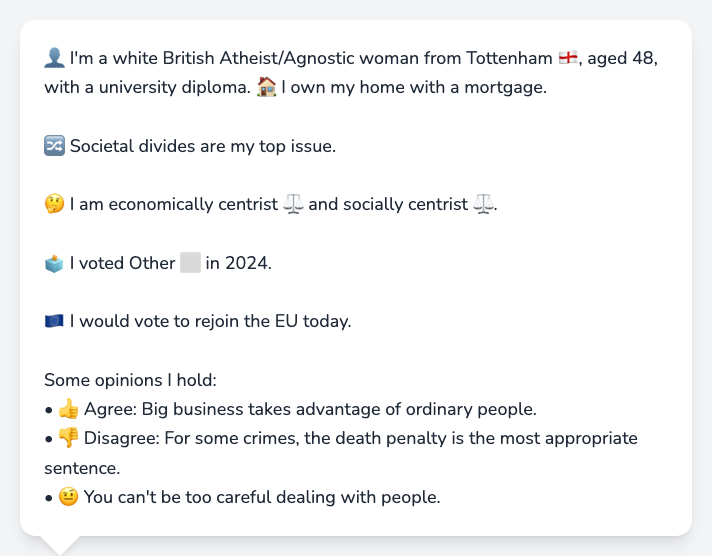 👤 I'm a white British Atheist/Agnostic woman from Tottenham 🏴󠁧󠁢󠁥󠁮󠁧󠁿, aged 48,
with a university diploma. 🏠 I own my home with a mortgage.
🔀 Societal divides are my top issue.
🤔 I am economically centrist ⚖️ and socially centrist ⚖️.
🗳️ I voted Other ⬜ in 2024.
🇪🇺 I would vote to rejoin the EU today.
Some opinions I hold:
• 👍 Agree: Big business takes advantage of ordinary people.
• 👎 Disagree: For some crimes, the death penalty is the most appropriate
sentence.
• 🤨 You can't be too careful dealing with people.